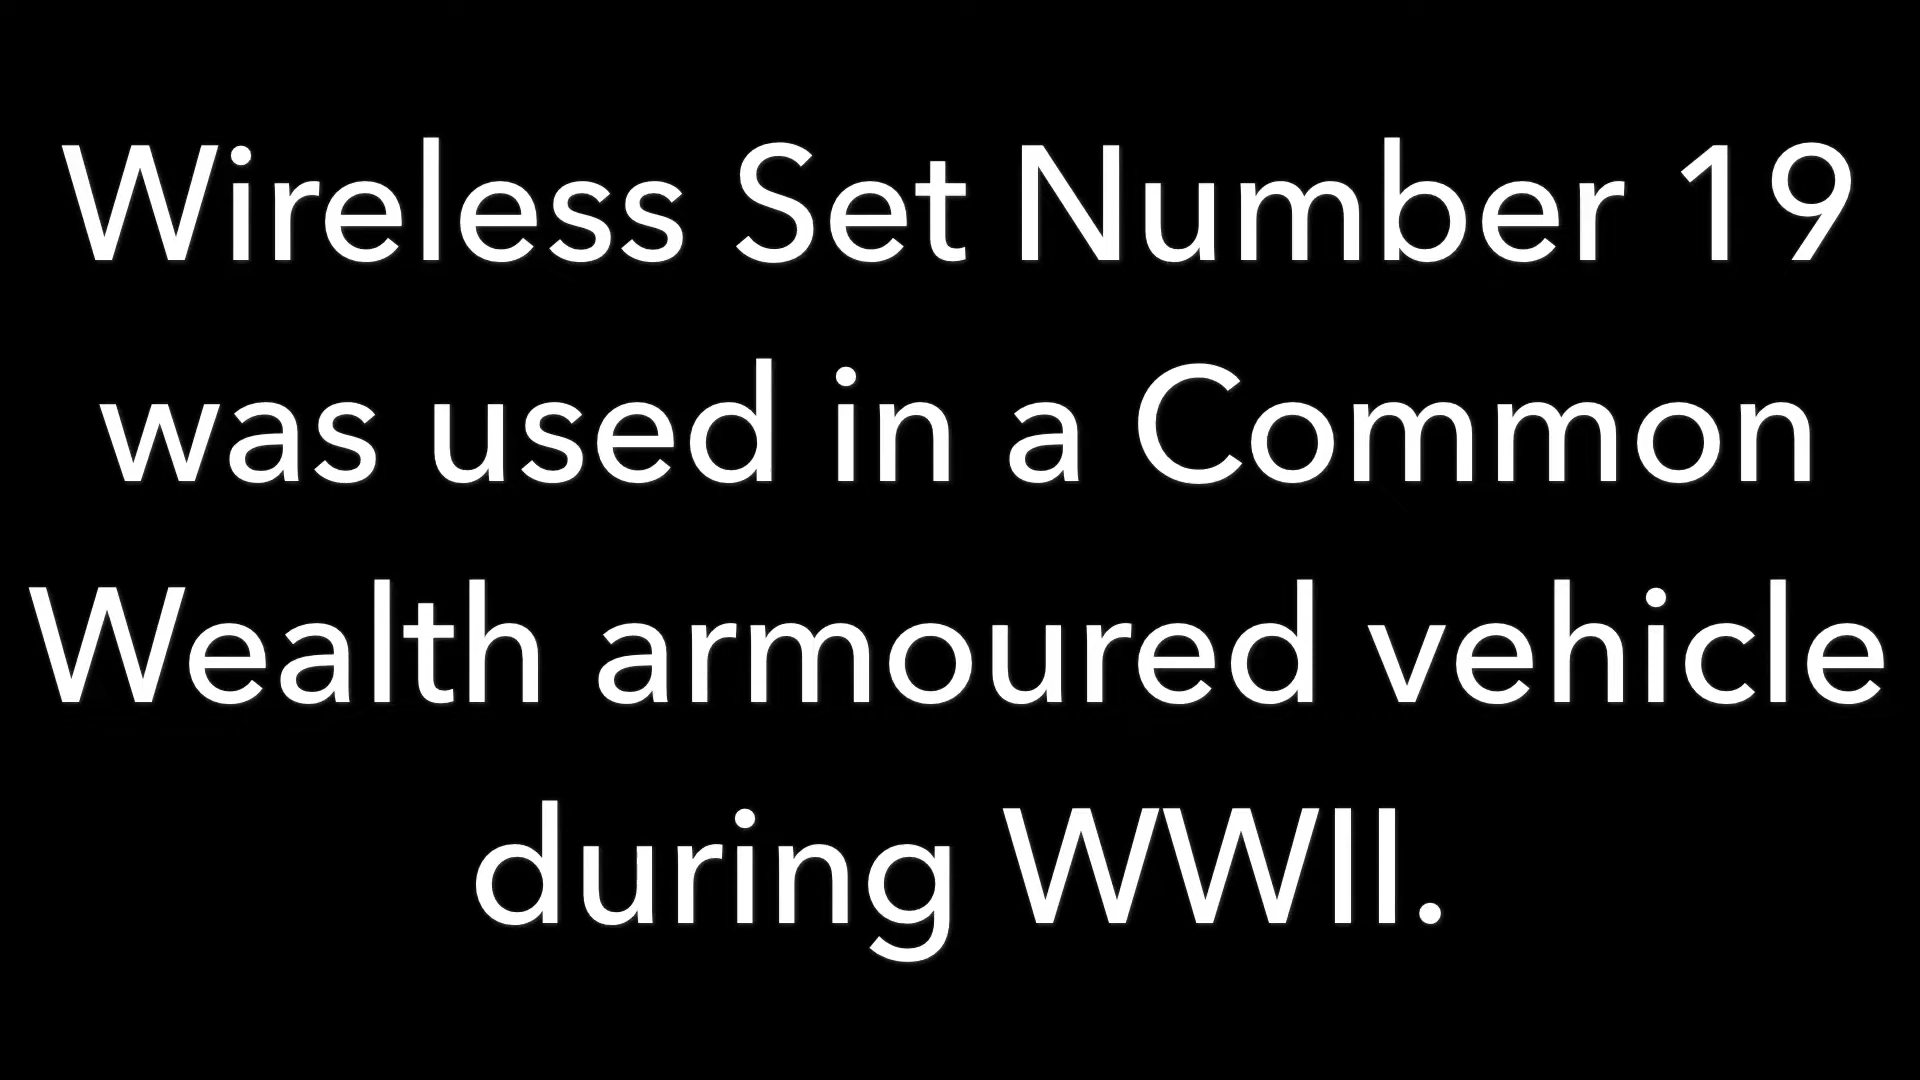 Wireless Set Number 19
was used in a Common
Wealth armoured vehicle
during WWII.